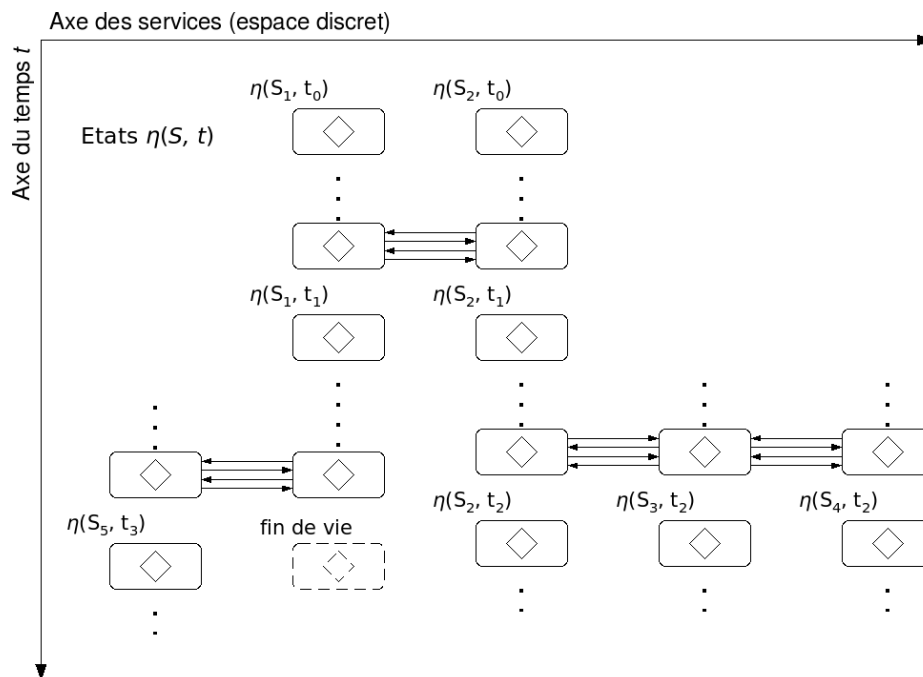 Axe des services (espace discret)
Axe du temps t
η(S₁, t₀) η(S₂, t₀)
Etats η(S, t)
η(S₁, t₁) η(S₂, t₁)
η(S₂, t₂) η(S₃, t₂) η(S₄, t₂)
η(S₅, t₃) fin de vie